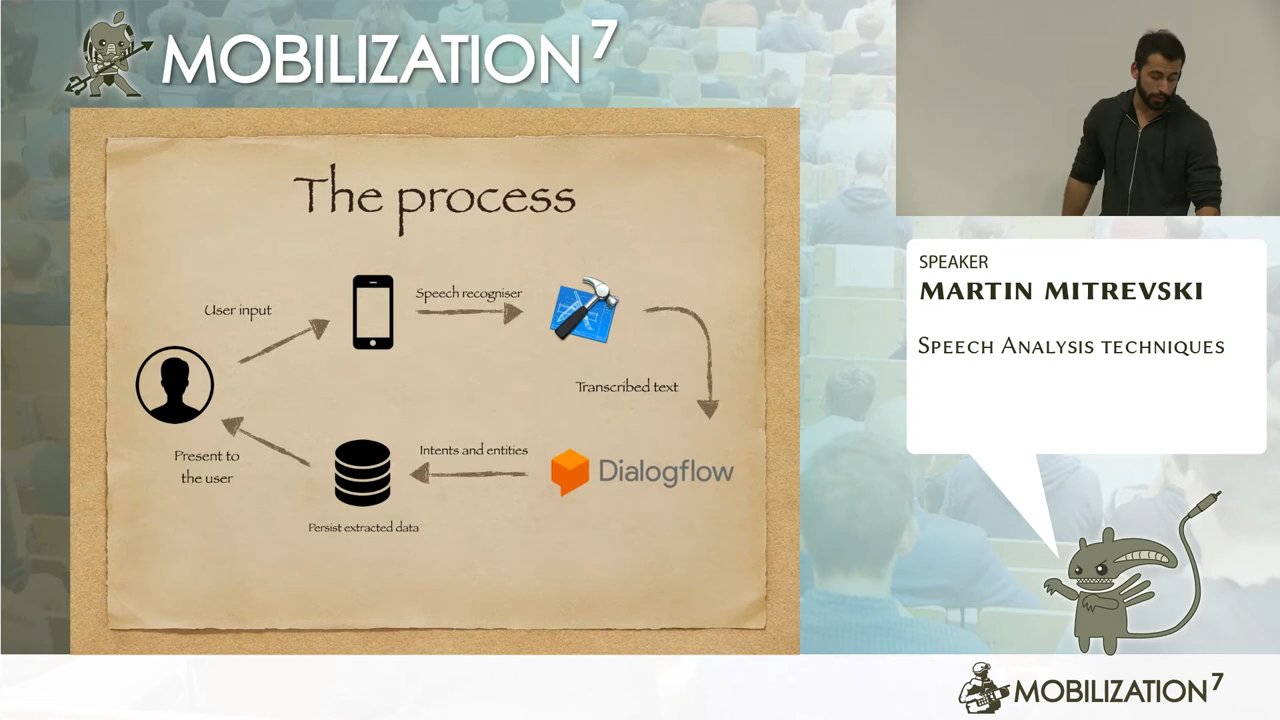 MOBILIZATION7
The process
User input
Speech recogniser
Transcribed text
Dialogflow
Intents and entities
Persist extracted data
Present to
the user
SPEAKER
MARTIN MITREVSKI
SPEECH ANALYSIS TECHNIQUES
MOBILIZATION7